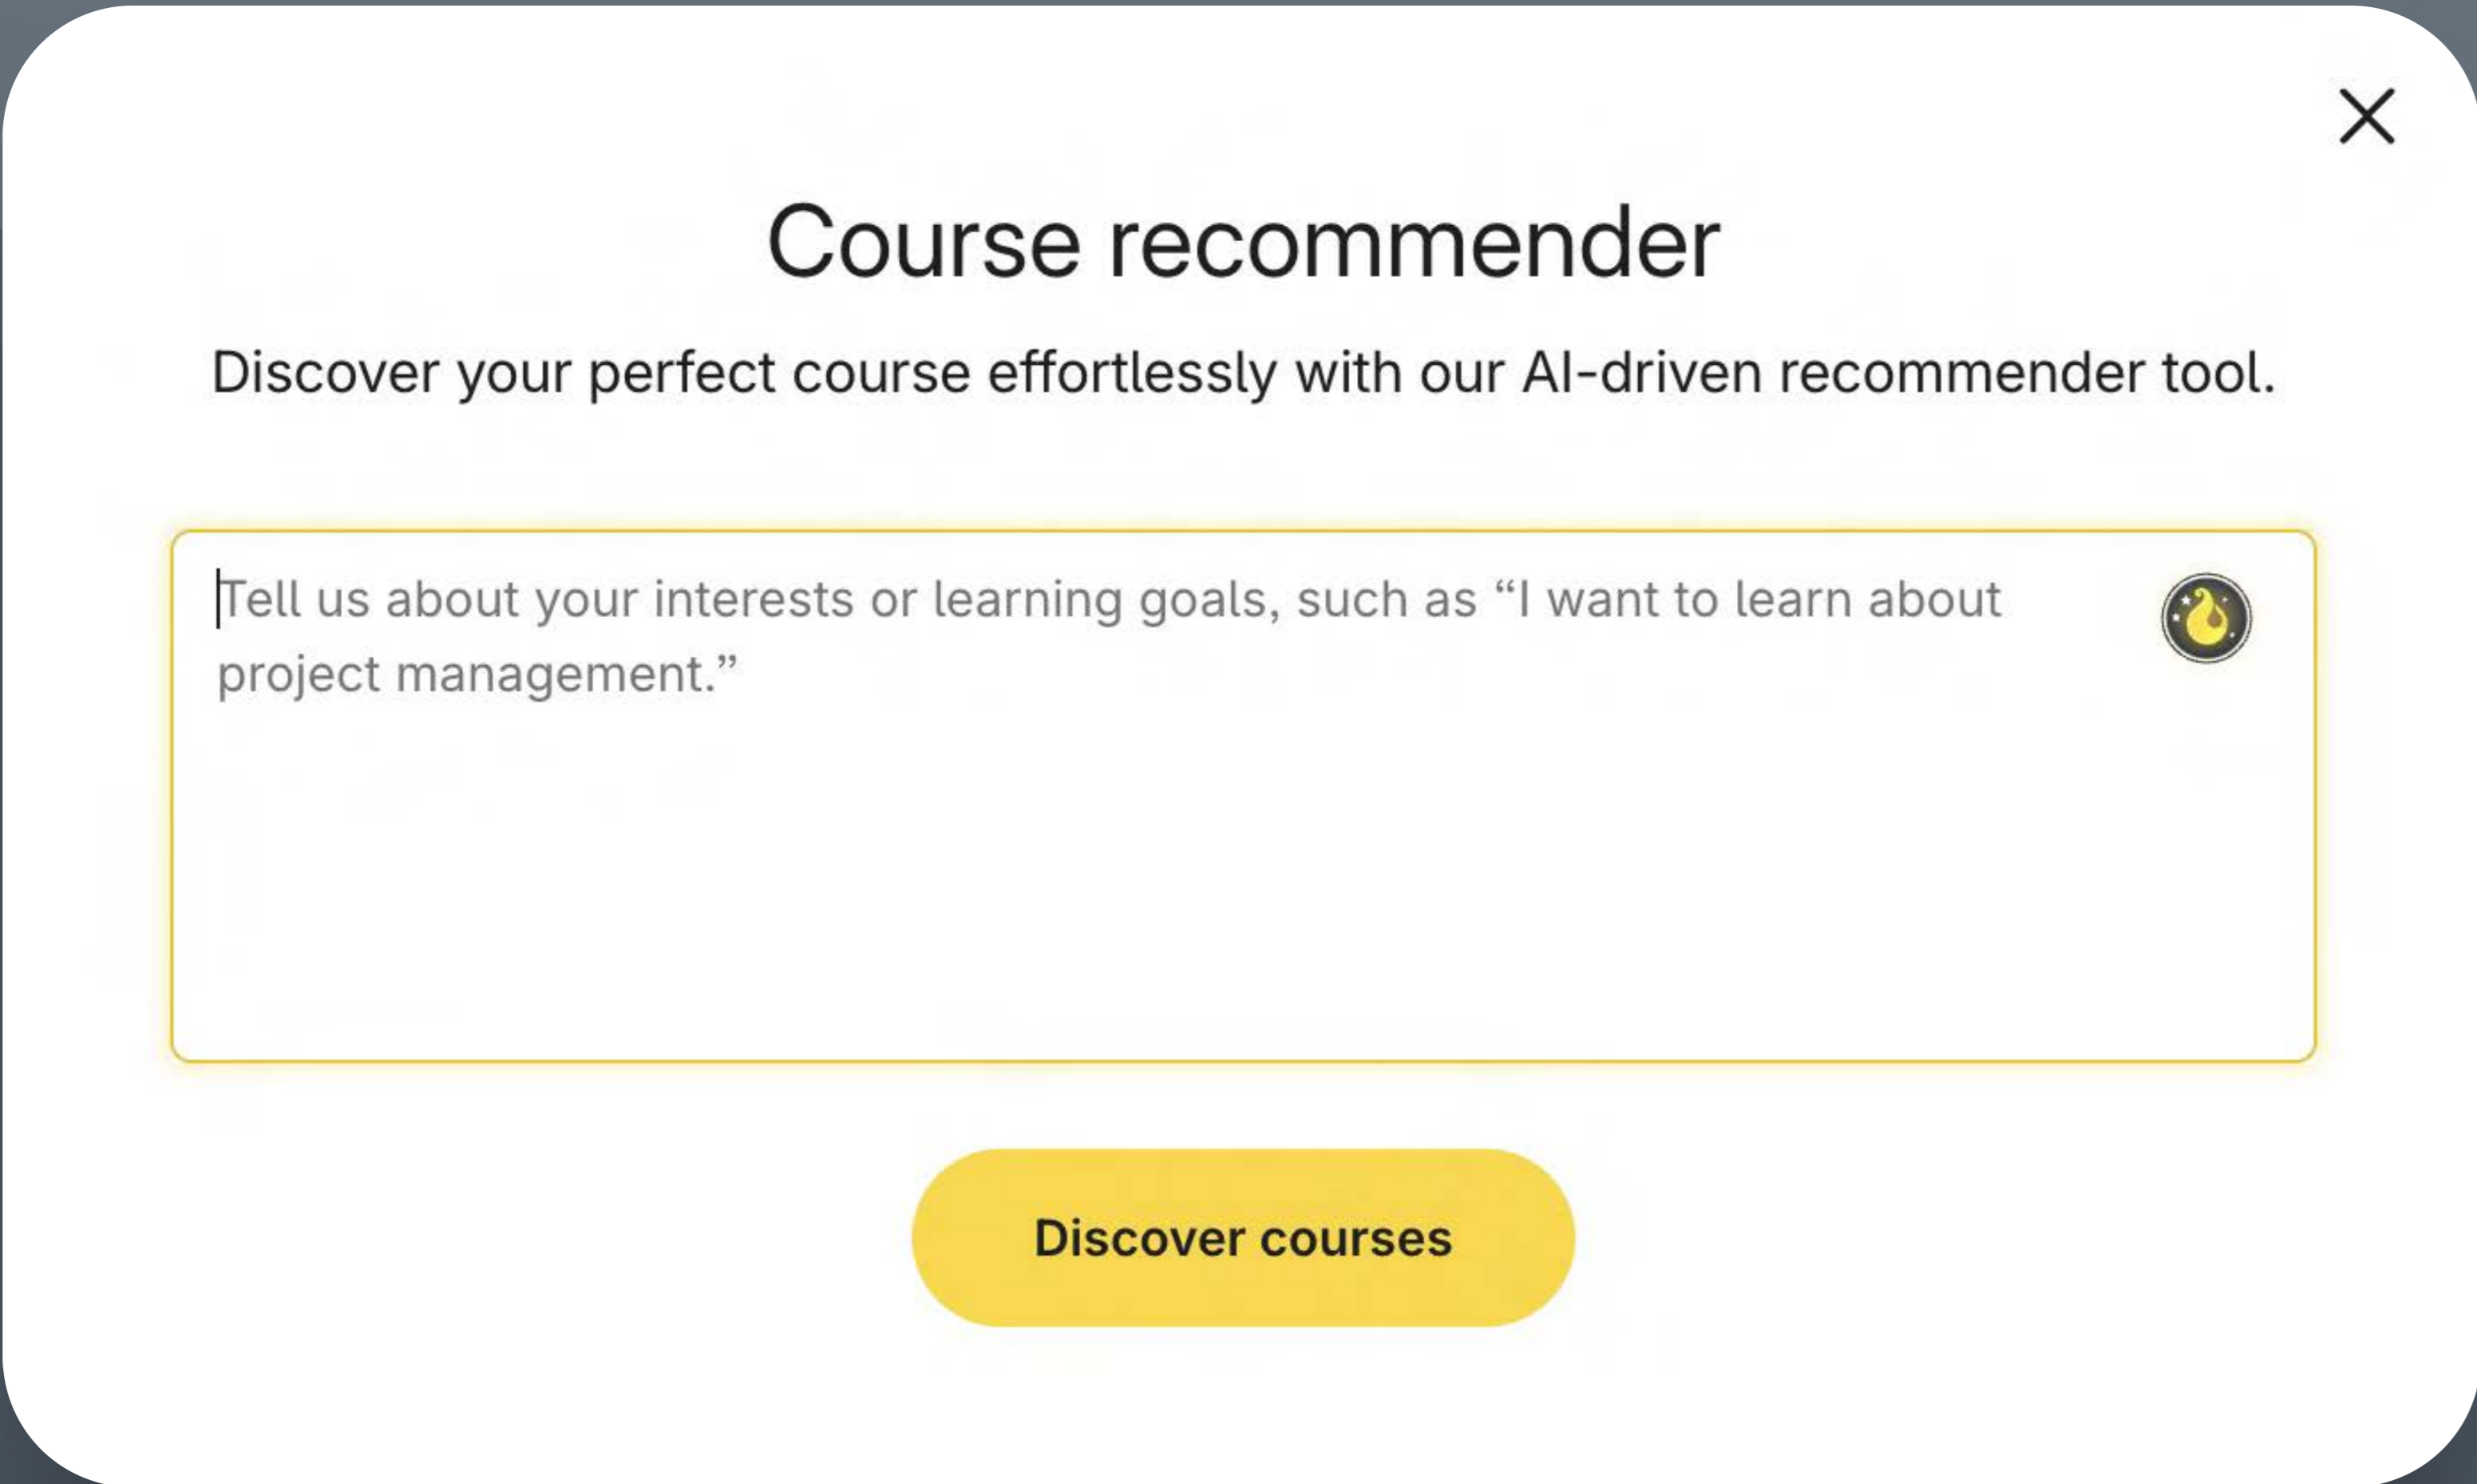 Course recommender
Discover your perfect course effortlessly with our AI-driven recommender tool.
Tell us about your interests or learning goals, such as “I want to learn about
project management.”
Discover courses